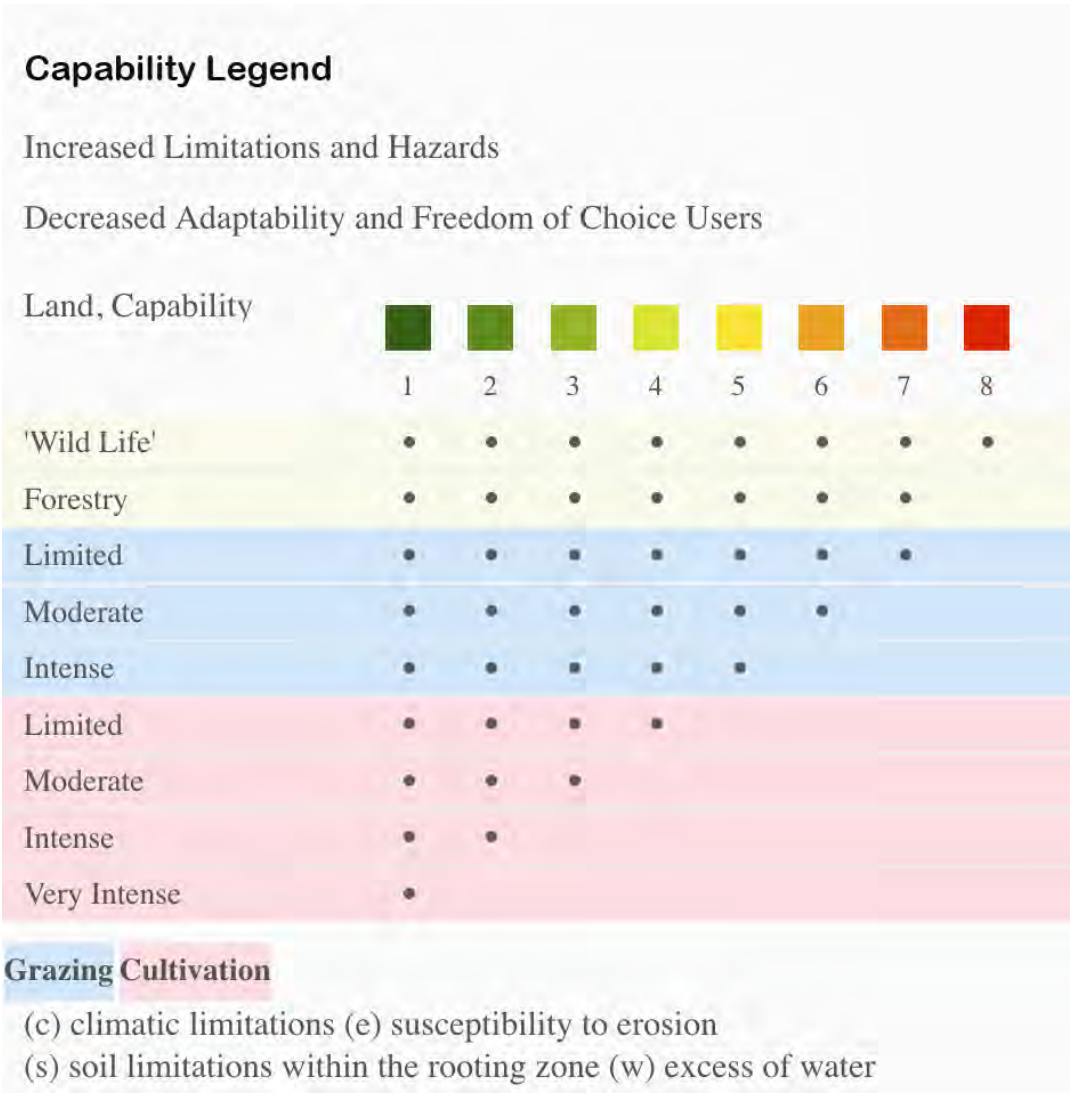 Capability Legend
Increased Limitations and Hazards
Decreased Adaptability and Freedom of Choice Users
Land, Capability
1 2 3 4 5 6 7 8
'Wild Life'
Forestry
Limited
Moderate
Intense
Limited
Moderate
Intense
Very Intense
Grazing Cultivation
(c) climatic limitations (e) susceptibility to erosion
(s) soil limitations within the rooting zone (w) excess of water